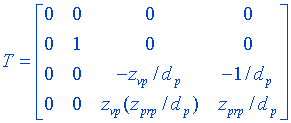 T = [ 0 0 0 0
0 1 0 0
0 0 -z_vp/d_p -1/d_p
0 0 z_vp(z_prp/d_p) z_prp/d_p ]